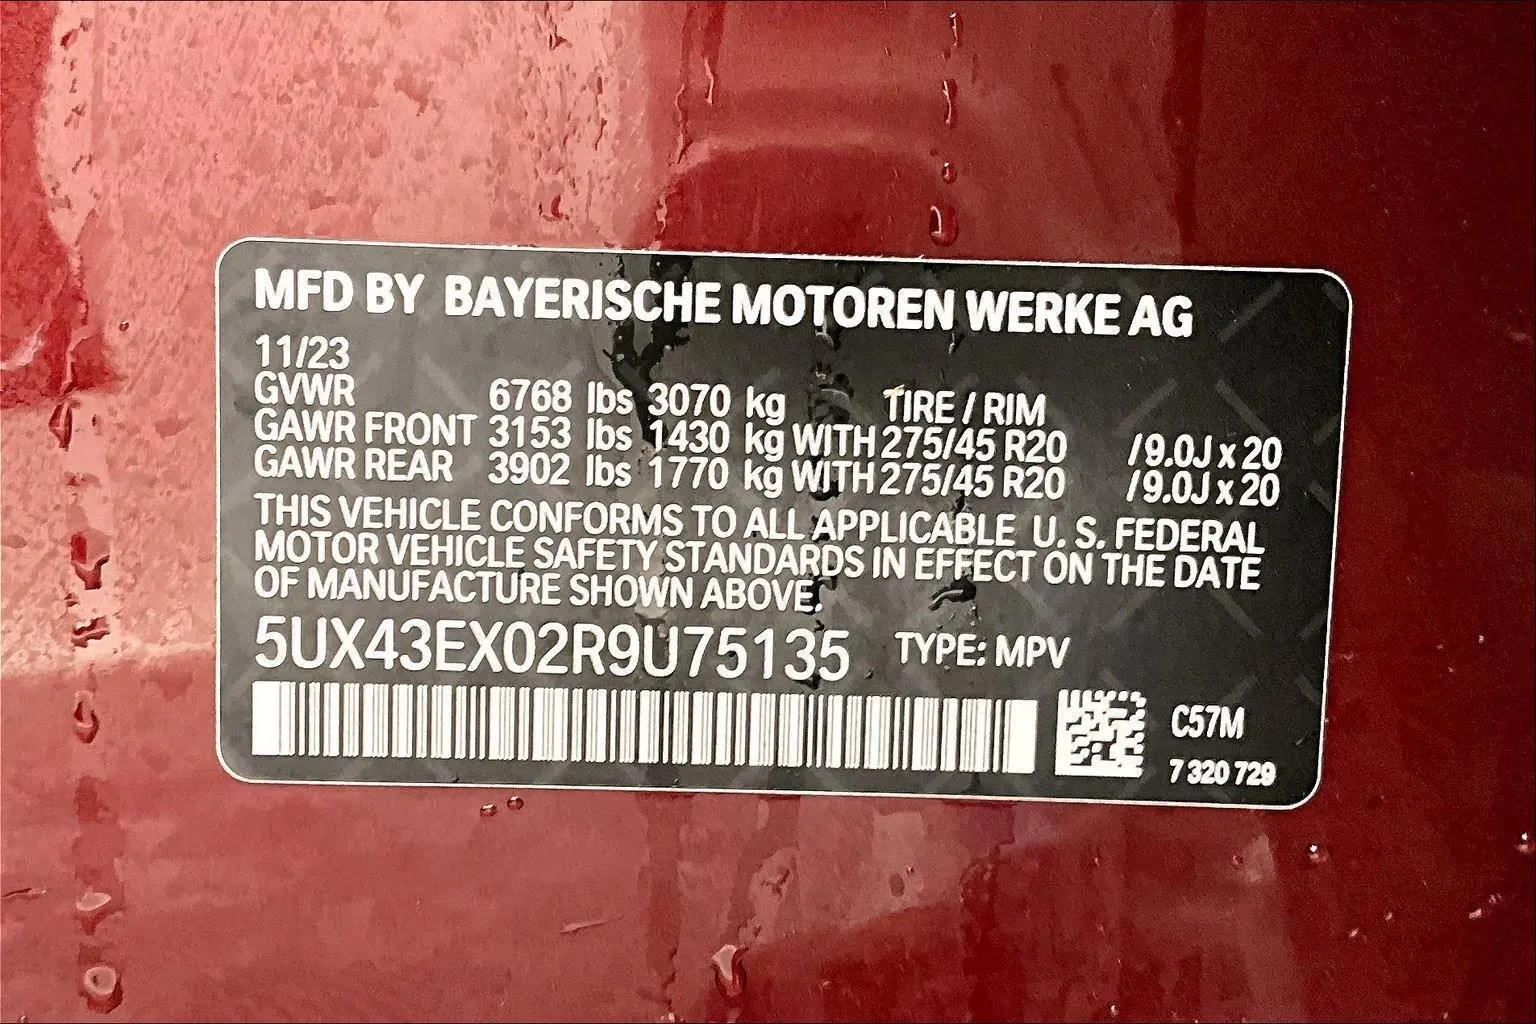 MFD BY BAYERISCHE MOTOREN WERKE AG
11/23
GVWR 6768 lbs 3070 kg TIRE / RIM
GAWR FRONT 3153 lbs 1430 kg WITH 275/45 R20 /9.0J x 20
GAWR REAR 3902 lbs 1770 kg WITH 275/45 R20 /9.0J x 20
THIS VEHICLE CONFORMS TO ALL APPLICABLE U. S. FEDERAL
MOTOR VEHICLE SAFETY STANDARDS IN EFFECT ON THE DATE
OF MANUFACTURE SHOWN ABOVE.
5UX43EX02R9U75135 TYPE: MPV
C57M
7 320 729